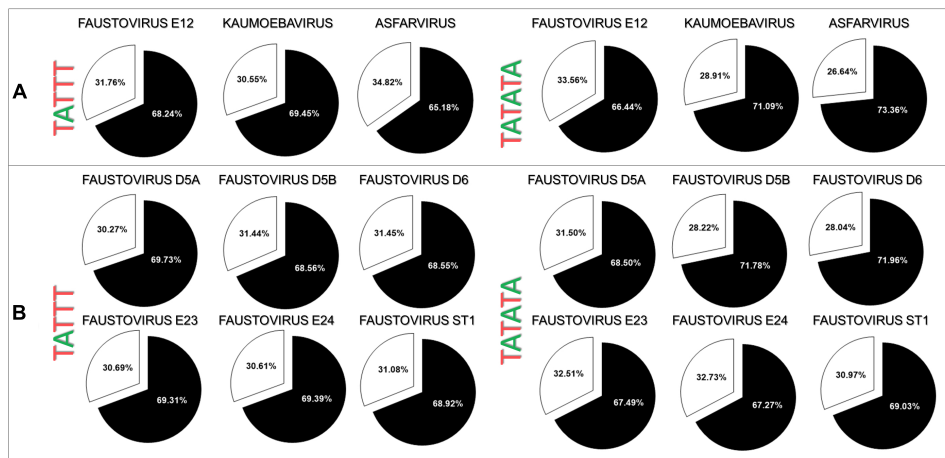 A
TATTT
FAUSTOVIRUS E12
KAUMOEBAVIRUS
ASFARVIRUS
31.76%
68.24%
30.55%
69.45%
34.82%
65.18%
TATATA
FAUSTOVIRUS E12
KAUMOEBAVIRUS
ASFARVIRUS
33.56%
66.44%
28.91%
71.09%
26.64%
73.36%
B
TATTT
FAUSTOVIRUS D5A
FAUSTOVIRUS D5B
FAUSTOVIRUS D6
30.27%
69.73%
31.44%
68.56%
31.45%
68.55%
FAUSTOVIRUS E23
FAUSTOVIRUS E24
FAUSTOVIRUS ST1
30.69%
69.31%
30.61%
69.39%
31.08%
68.92%
TATATA
FAUSTOVIRUS D5A
FAUSTOVIRUS D5B
FAUSTOVIRUS D6
31.50%
68.50%
28.22%
71.78%
28.04%
71.96%
FAUSTOVIRUS E23
FAUSTOVIRUS E24
FAUSTOVIRUS ST1
32.51%
67.49%
32.73%
67.27%
30.97%
69.03%